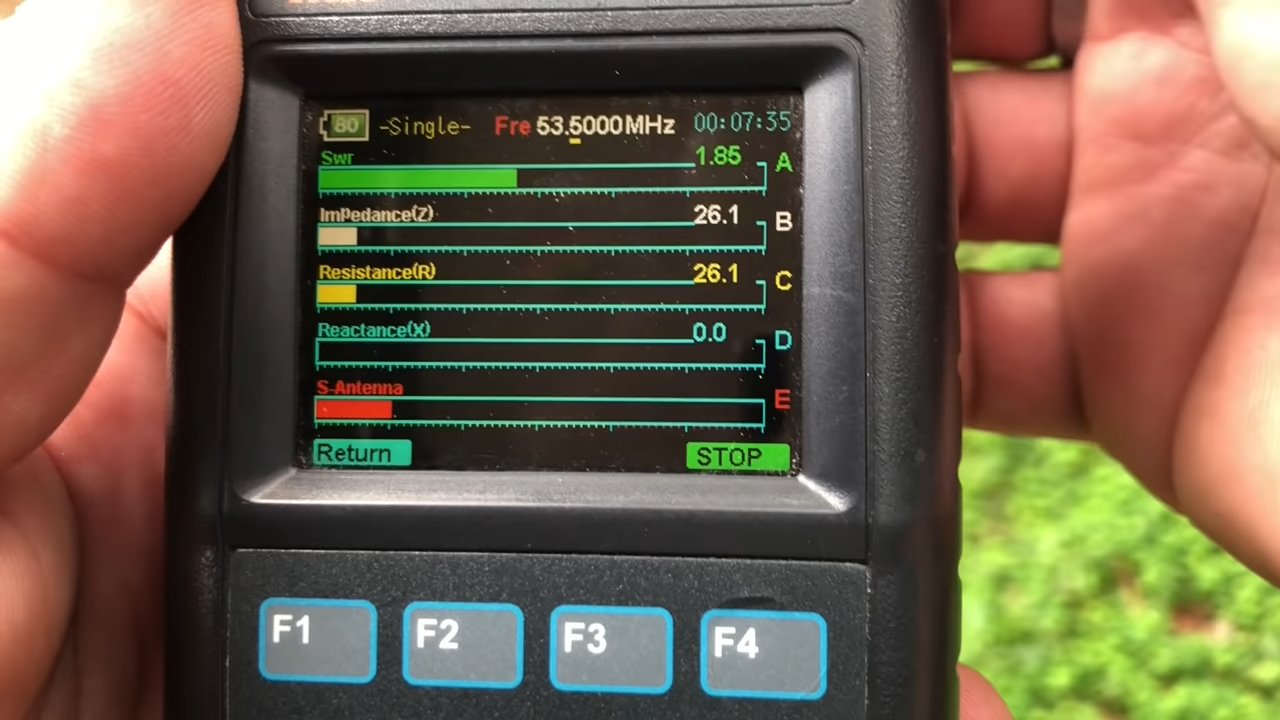 80 -Single- Fre 53.5000MHz 00:07:35
Swr 1.85 A
Impedance(Z) 26.1 B
Resistance(R) 26.1 C
Reactance(X) 0.0 D
S-Antenna E
Return STOP
F1 F2 F3 F4